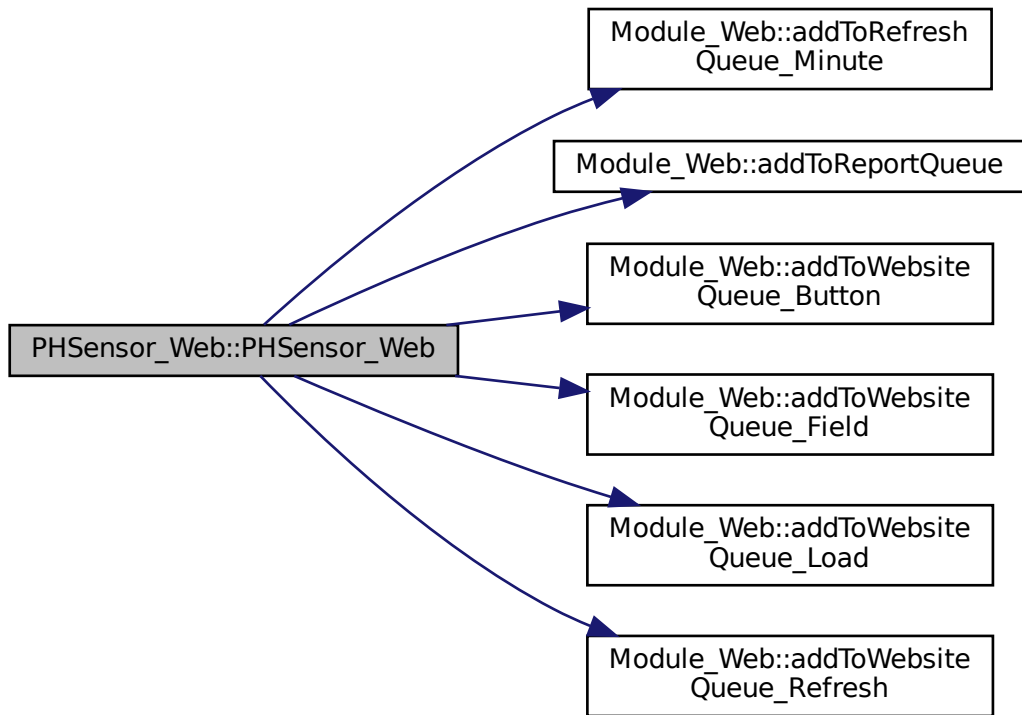 Module_Web::addToRefresh
Queue_Minute
Module_Web::addToReportQueue
Module_Web::addToWebsite
Queue_Button
PHSensor_Web::PHSensor_Web
Module_Web::addToWebsite
Queue_Field
Module_Web::addToWebsite
Queue_Load
Module_Web::addToWebsite
Queue_Refresh